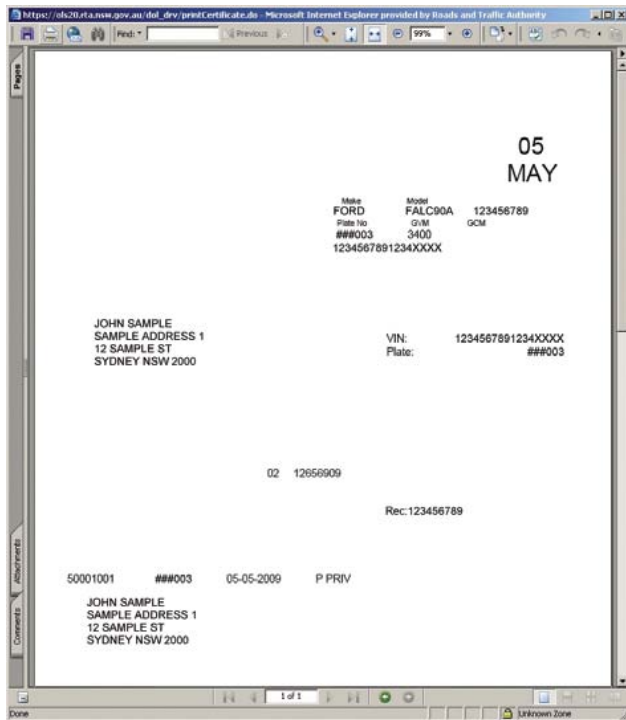 https://ols20.rta.nsw.gov.au/dol_drv/printCertificate.do - Microsoft Internet Explorer provided by Roads and Traffic Authority
Find: Previous 99%
Pages
05
MAY
Make Model
FORD FALC90A 123456789
Plate No GVM GCM
###003 3400
1234567891234XXXX
JOHN SAMPLE
SAMPLE ADDRESS 1
12 SAMPLE ST
SYDNEY NSW 2000
VIN: 1234567891234XXXX
Plate: ###003
02 12656909
Rec:123456789
Attachments
50001001 ###003 05-05-2009 P PRIV
JOHN SAMPLE
SAMPLE ADDRESS 1
12 SAMPLE ST
SYDNEY NSW 2000
Comments
1 of 1
Done Unknown Zone